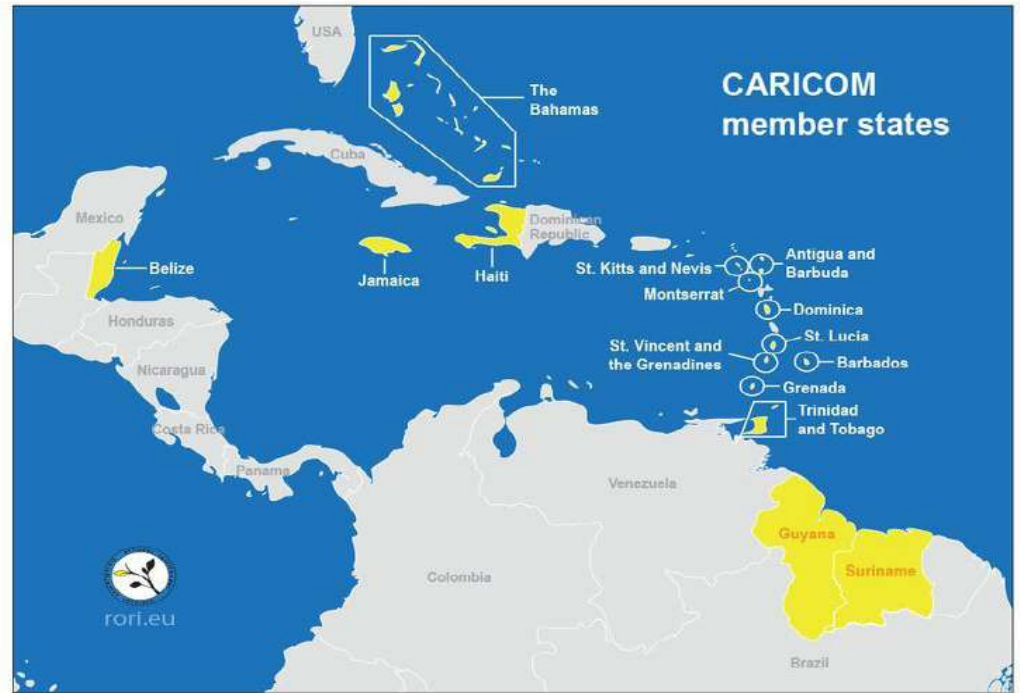 USA
The
Bahamas
CARICOM
member states
Cuba
Mexico
Dominican
Republic
Belize
Jamaica
Haiti
St. Kitts and Nevis
Antigua and
Barbuda
Montserrat
Dominica
Honduras
St. Lucia
St. Vincent and
the Grenadines
Barbados
Nicaragua
Grenada
Trinidad
and Tobago
Costa Rica
Panama
Venezuela
Guyana
Suriname
Colombia
rori.eu
Brazil